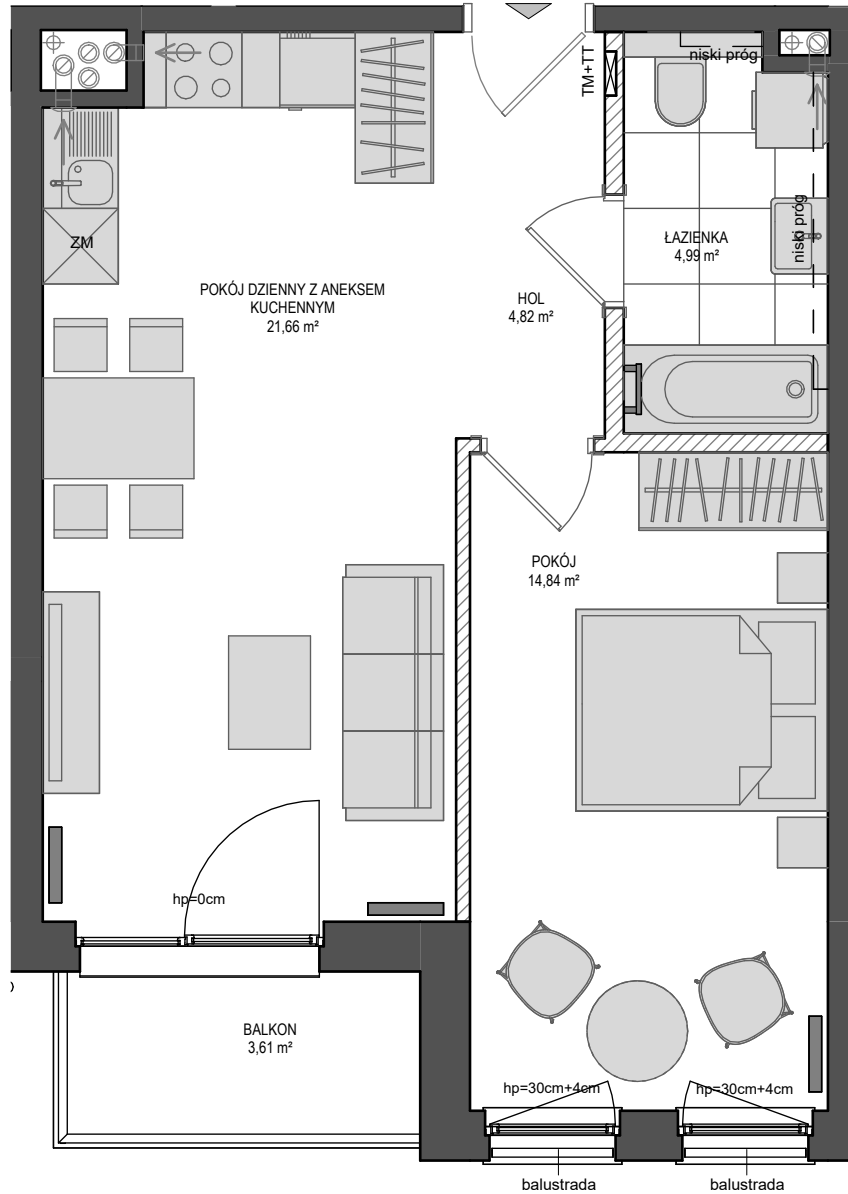 niski próg
TM+TT
ZM
ŁAZIENKA
4,99 m²
niski próg
POKÓJ DZIENNY Z ANEKSEM
KUCHENNYM
21,66 m²
HOL
4,82 m²
POKÓJ
14,84 m²
hp=0cm
BALKON
3,61 m²
hp=30cm+4cm
hp=30cm+4cm
balustrada
balustrada